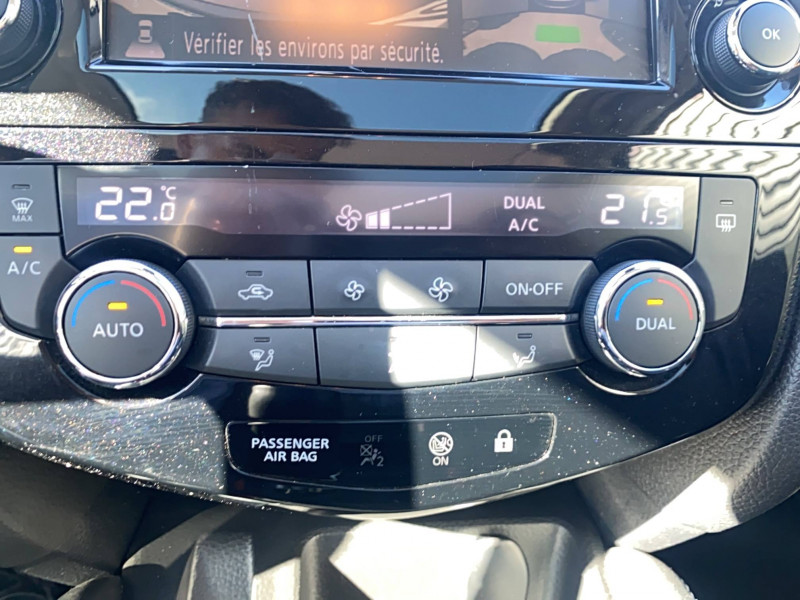 Vérifier les environs par sécurité.
OK
MAX
22.0 °C
DUAL
A/C
21.5
A/C
AUTO
ON·OFF
DUAL
PASSENGER
AIR BAG
OFF
2
ON